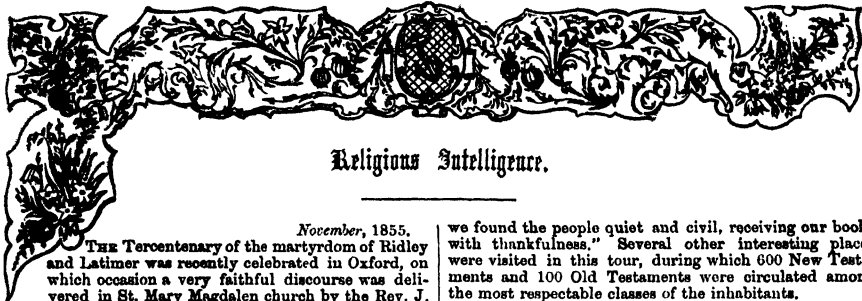 Religious Intelligence.
November, 1855.
THE Tercentenary of the martyrdom of Ridley
and Latimer was recently celebrated in Oxford, on
which occasion a very faithful discourse was deli-
vered in St. Mary Magdalen church by the Rev. J.
we found the people quiet and civil, receiving our book
with thankfulness." Several other interesting place
were visited in this tour, during which 600 New Testa
ments and 100 Old Testaments were circulated amon
the most respectable classes of the inhabitants.